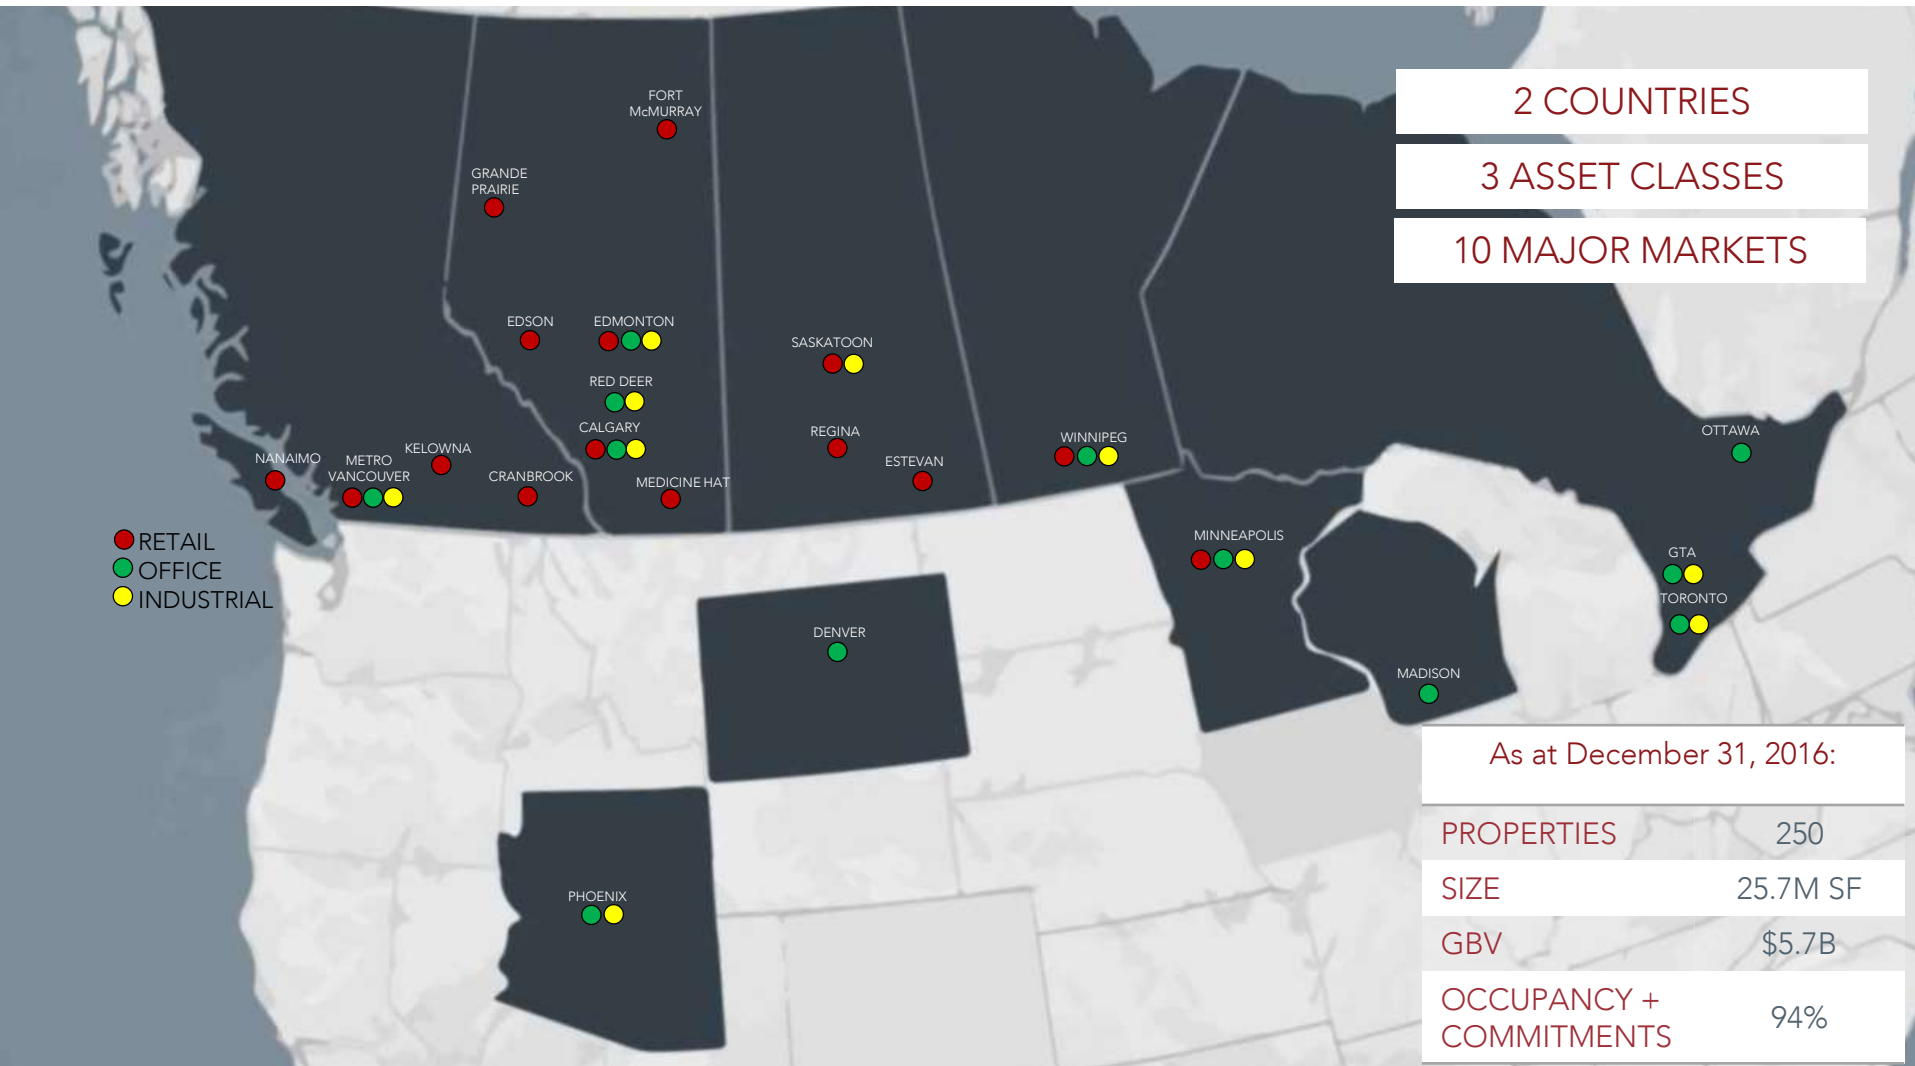 2 COUNTRIES
3 ASSET CLASSES
10 MAJOR MARKETS
FORT
McMURRAY
GRANDE
PRAIRIE
EDSON
EDMONTON
SASKATOON
RED DEER
CALGARY
REGINA
WINNIPEG
OTTAWA
NANAIMO
METRO
VANCOUVER
KELOWNA
CRANBROOK
MEDICINE HAT
ESTEVAN
RETAIL
OFFICE
INDUSTRIAL
MINNEAPOLIS
GTA
TORONTO
DENVER
MADISON
PHOENIX
As at December 31, 2016:
PROPERTIES 250
SIZE 25.7M SF
GBV $5.7B
OCCUPANCY +
COMMITMENTS 94%